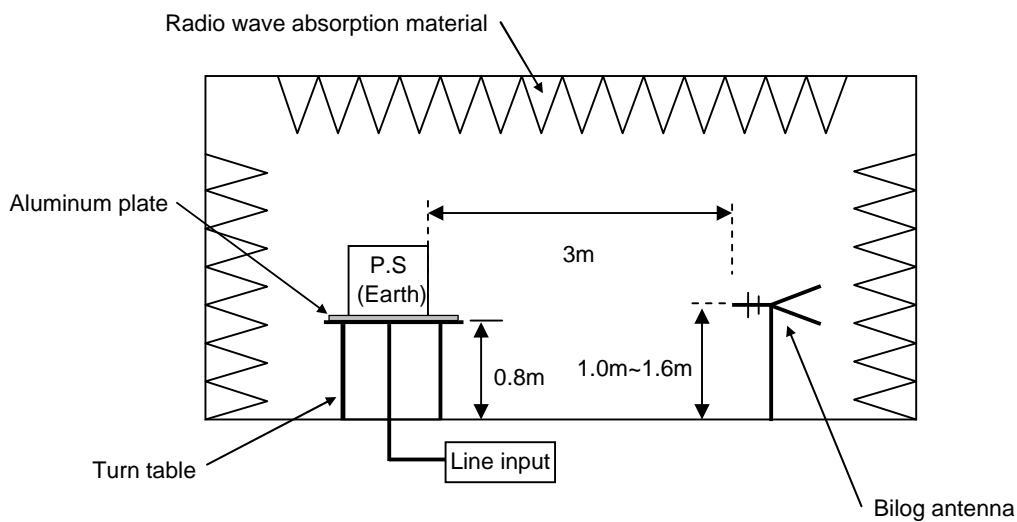 Radio wave absorption material
Aluminum plate
P.S
(Earth)
3m
0.8m
1.0m~1.6m
Turn table
Line input
Bilog antenna